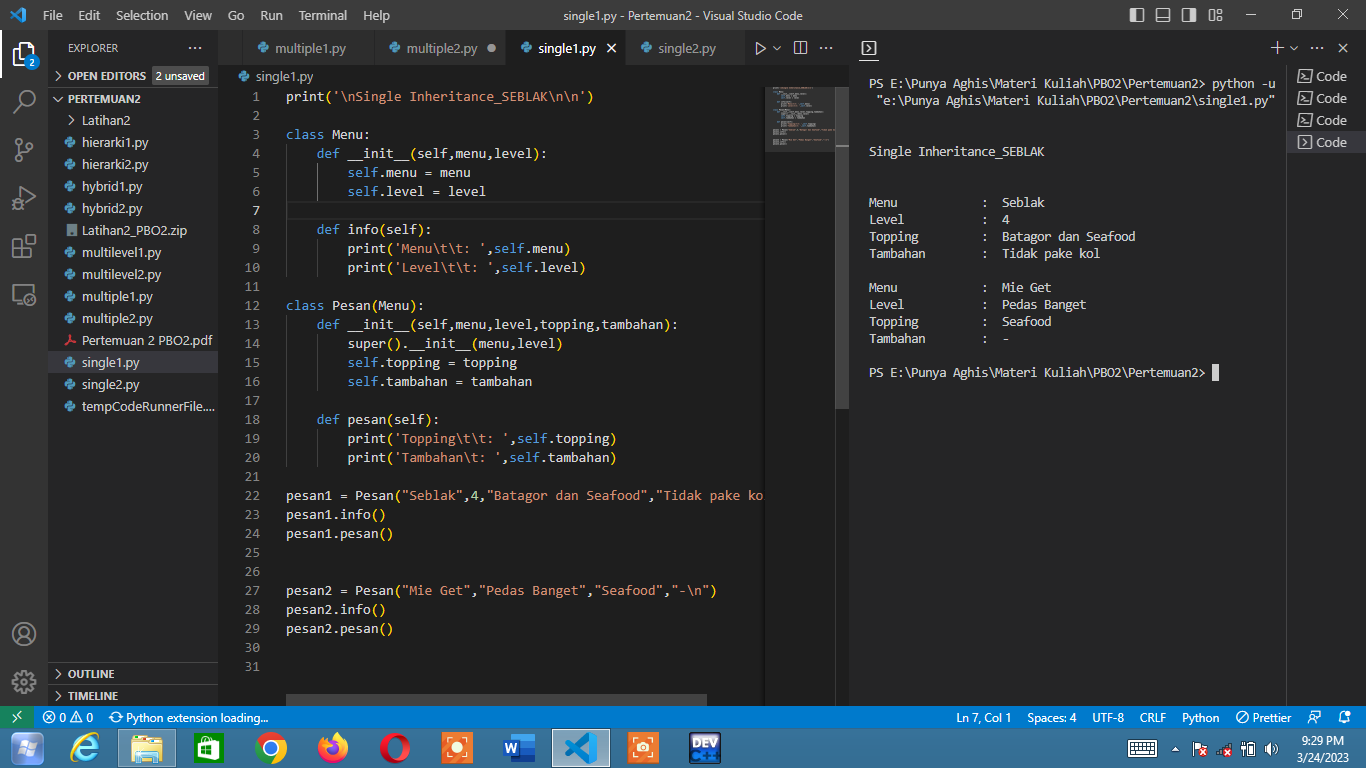 File Edit Selection View Go Run Terminal Help
single1.py - Pertemuan2 - Visual Studio Code
EXPLORER
OPEN EDITORS 2 unsaved
PERTEMUAN2
Latihan2
hierarki1.py
hierarki2.py
hybrid1.py
hybrid2.py
Latihan2_PBO2.zip
multilevel1.py
multilevel2.py
multiple1.py
multiple2.py
Pertemuan 2 PBO2.pdf
single1.py
single2.py
tempCodeRunnerFile....
OUTLINE
TIMELINE
2
multiple1.py multiple2.py single1.py single2.py
single1.py
1 print('\nSingle Inheritance_SEBLAK\n\n')
2
3 class Menu:
4     def __init__(self,menu,level):
5         self.menu = menu
6         self.level = level
7
8     def info(self):
9         print('Menu\t\t: ',self.menu)
10         print('Level\t\t: ',self.level)
11
12 class Pesan(Menu):
13     def __init__(self,menu,level,topping,tambahan):
14         super().__init__(menu,level)
15         self.topping = topping
16         self.tambahan = tambahan
17
18     def pesan(self):
19         print('Topping\t\t: ',self.topping)
20         print('Tambahan\t: ',self.tambahan)
21
22 pesan1 = Pesan("Seblak",4,"Batagor dan Seafood","Tidak pake ko
23 pesan1.info()
24 pesan1.pesan()
25
26
27 pesan2 = Pesan("Mie Get","Pedas Banget","Seafood","-\n")
28 pesan2.info()
29 pesan2.pesan()
30
31
PS E:\Punya Aghis\Materi Kuliah\PBO2\Pertemuan2> python -u
"e:\Punya Aghis\Materi Kuliah\PBO2\Pertemuan2\single1.py"
Single Inheritance_SEBLAK
Menu : Seblak
Level : 4
Topping : Batagor dan Seafood
Tambahan : Tidak pake kol
Menu : Mie Get
Level : Pedas Banget
Topping : Seafood
Tambahan : -
PS E:\Punya Aghis\Materi Kuliah\PBO2\Pertemuan2>
Code
Code
Code
Code
0 0 Python extension loading...
Ln 7, Col 1 Spaces: 4 UTF-8 CRLF Python Prettier
W
DEV
C++
9:29 PM
3/24/2023